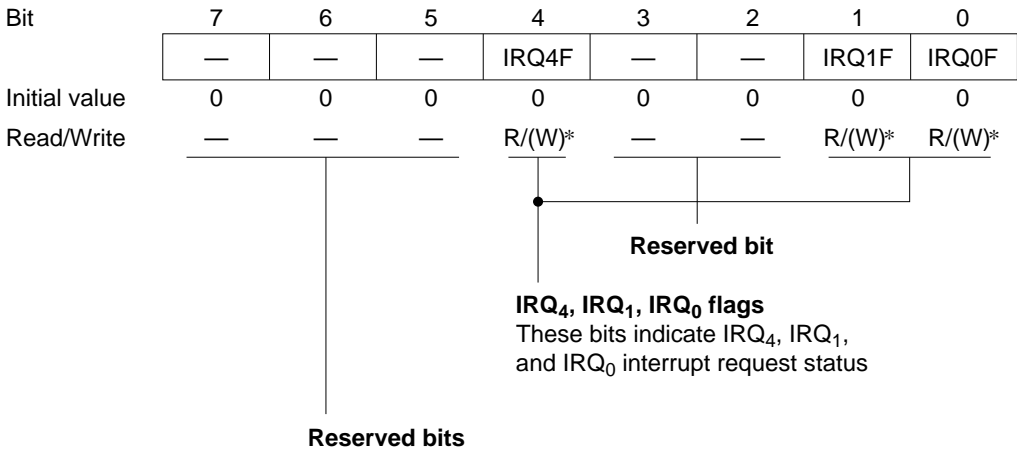 Bit 7 6 5 4 3 2 1 0
— — — IRQ4F — — IRQ1F IRQ0F
Initial value 0 0 0 0 0 0 0 0
Read/Write — — — R/(W)* — — R/(W)* R/(W)*
Reserved bit
IRQ₄, IRQ₁, IRQ₀ flags
These bits indicate IRQ₄, IRQ₁,
and IRQ₀ interrupt request status
Reserved bits